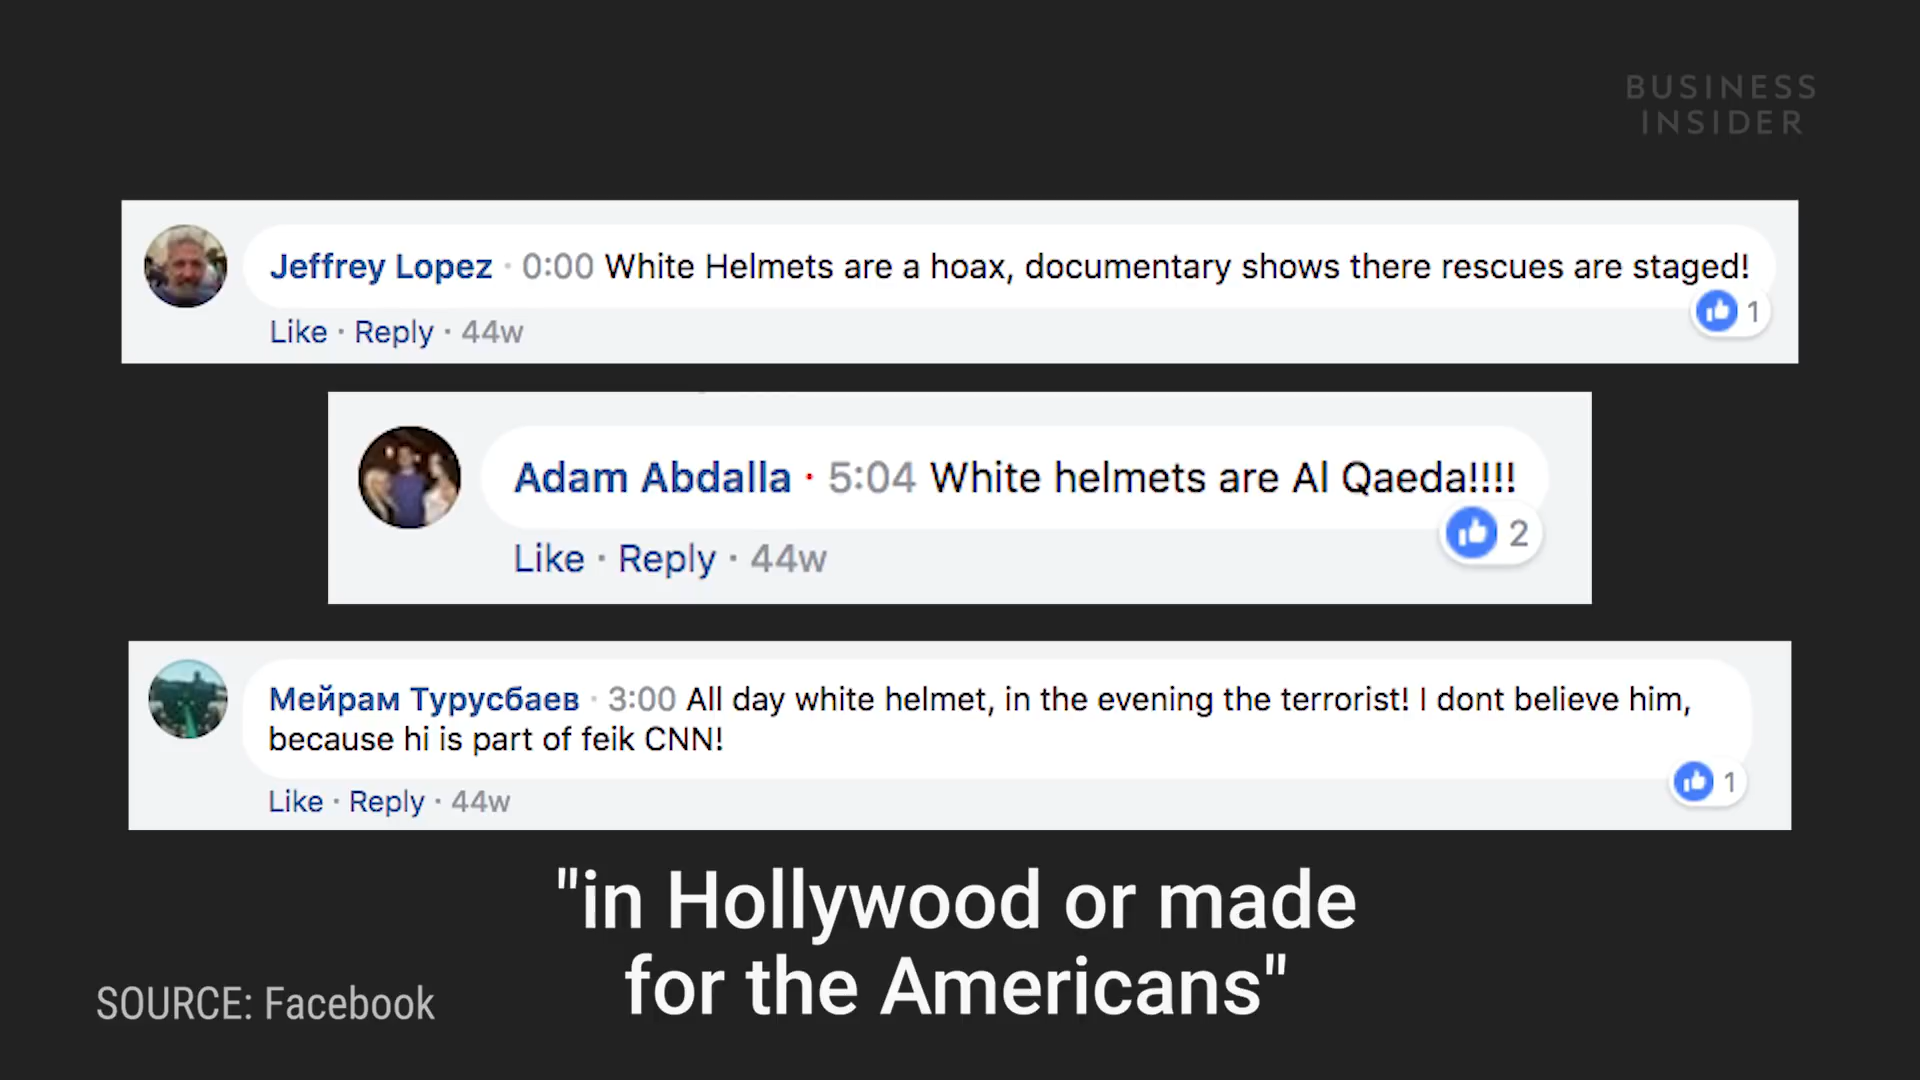 BUSINESS
INSIDER
Jeffrey Lopez · 0:00 White Helmets are a hoax, documentary shows there rescues are staged!
1
Like · Reply · 44w
Adam Abdalla · 5:04 White helmets are Al Qaeda!!!!
2
Like · Reply · 44w
Мейрам Турусбаев · 3:00 All day white helmet, in the evening the terrorist! I dont believe him,
because hi is part of feik CNN!
1
Like · Reply · 44w
"in Hollywood or made
for the Americans"
SOURCE: Facebook